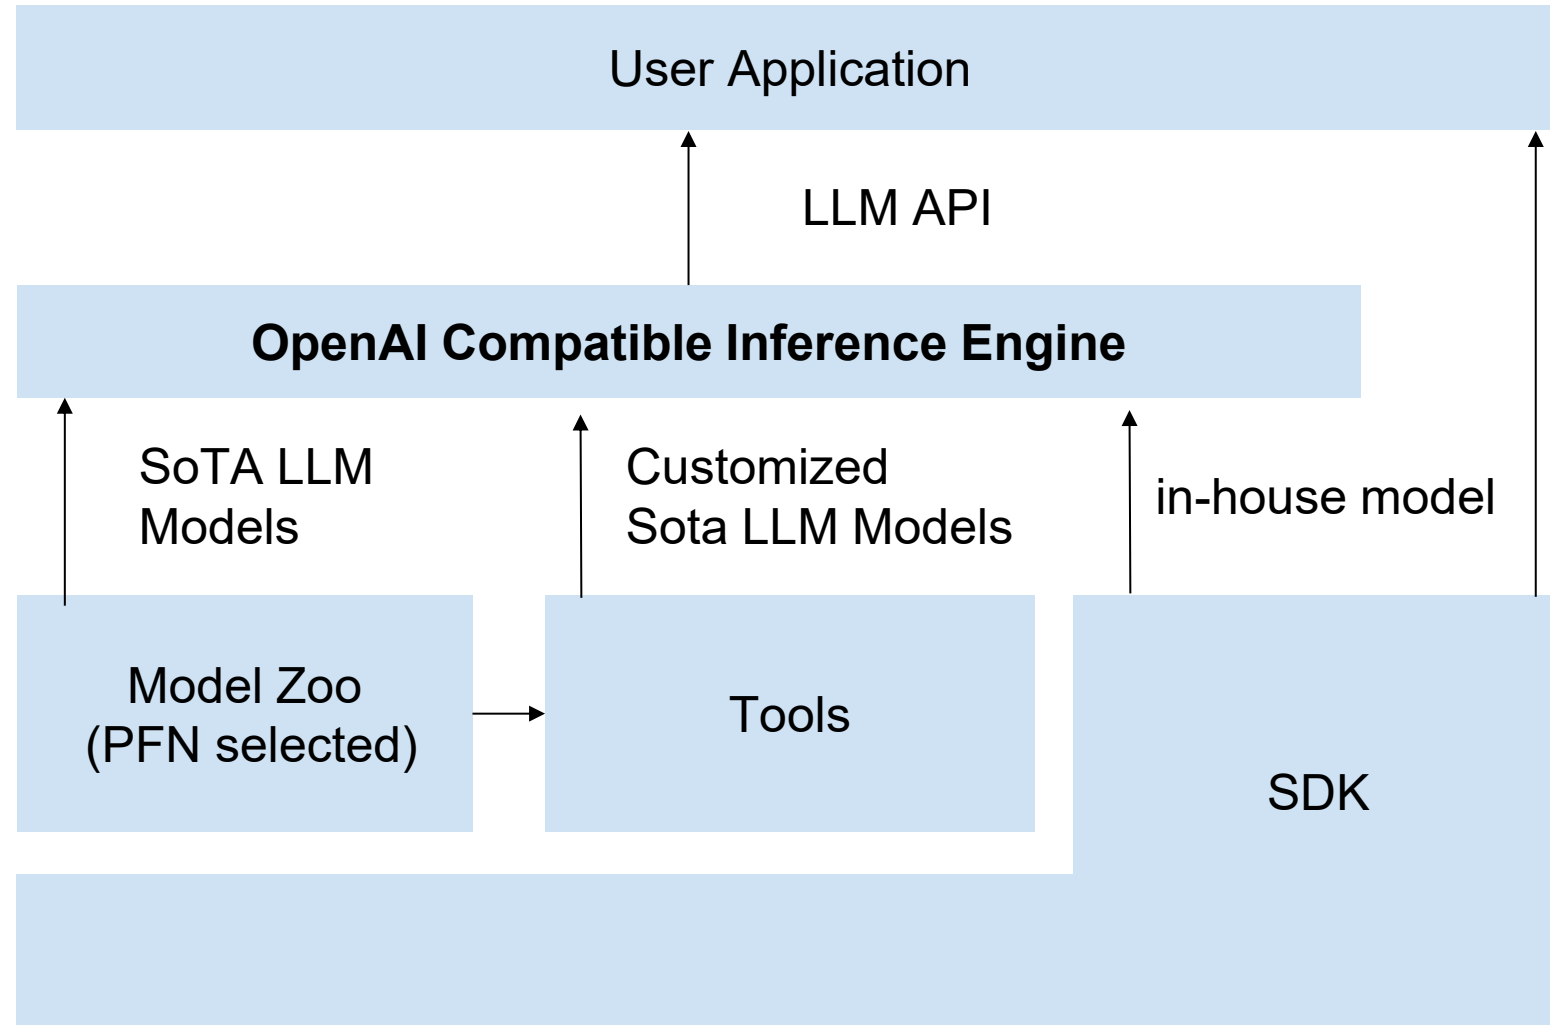 User Application
LLM API
OpenAI Compatible Inference Engine
SoTA LLM
Models
Customized
Sota LLM Models
in-house model
Model Zoo
(PFN selected)
Tools
SDK